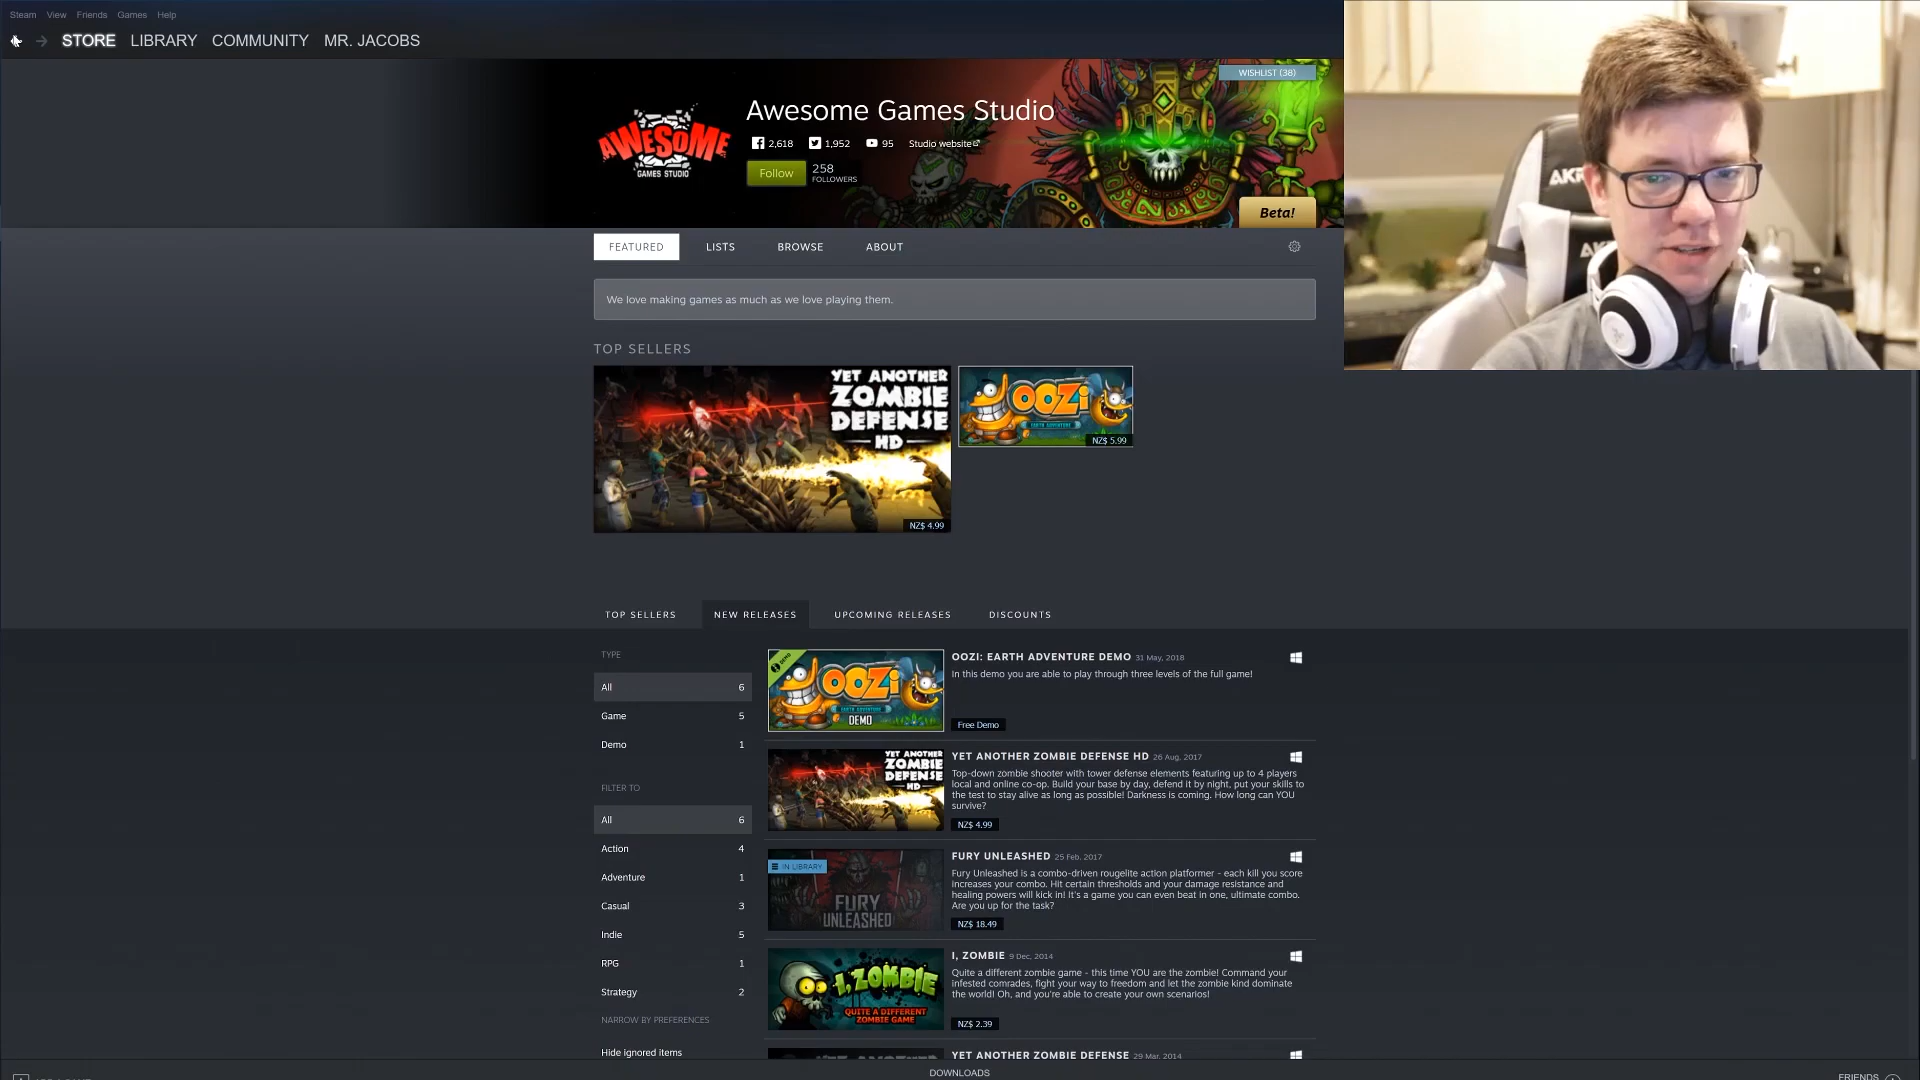 Steam View Friends Games Help
STORE LIBRARY COMMUNITY MR. JACOBS
WISHLIST (38)
AWESOME
GAMES STUDIO
Awesome Games Studio
2,618 1,952 95 Studio website
Follow 258
FOLLOWERS
Beta!
FEATURED LISTS BROWSE ABOUT
We love making games as much as we love playing them.
TOP SELLERS
YET ANOTHER
ZOMBIE
DEFENSE
HD
NZ$ 4.99
OOZI
EARTH ADVENTURE
NZ$ 5.99
TOP SELLERS NEW RELEASES UPCOMING RELEASES DISCOUNTS
TYPE
All 6
Game 5
Demo 1
FILTER TO
All 6
Action 4
Adventure 1
Casual 3
Indie 5
RPG 1
Strategy 2
NARROW BY PREFERENCES
Hide ignored items
DEMO
OOZI
EARTH ADVENTURE
DEMO
OOZI: EARTH ADVENTURE DEMO 31 May, 2018
In this demo you are able to play through three levels of the full game!
Free Demo
YET ANOTHER
ZOMBIE
DEFENSE
HD
YET ANOTHER ZOMBIE DEFENSE HD 26 Aug, 2017
Top-down zombie shooter with tower defense elements featuring up to 4 players
local and online co-op. Build your base by day, defend it by night, put your skills to
the test to stay alive as long as possible! Darkness is coming. How long can YOU
survive?
NZ$ 4.99
IN LIBRARY
FURY
UNLEASHED
FURY UNLEASHED 25 Feb, 2017
Fury Unleashed is a combo-driven rougelite action platformer - each kill you score
increases your combo. Hit certain thresholds and your damage resistance and
healing powers will kick in! It's a game you can even beat in one, ultimate combo.
Are you up for the task?
NZ$ 18.49
I, ZOMBIE
QUITE A DIFFERENT
ZOMBIE GAME
I, ZOMBIE 9 Dec, 2014
Quite a different zombie game - this time YOU are the zombie! Command your
infested comrades, fight your way to freedom and let the zombie kind dominate
the world! Oh, and you're able to create your own scenarios!
NZ$ 2.39
YET ANOTHER
YET ANOTHER ZOMBIE DEFENSE 29 Mar, 2014
DOWNLOADS
FRIENDS